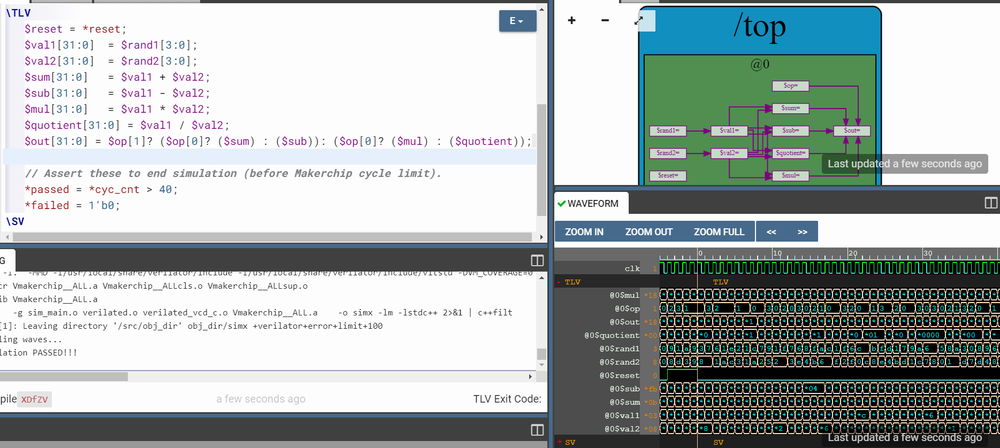 \TLV
$reset = *reset;
$val1[31:0]  = $rand1[3:0];
$val2[31:0]  = $rand2[3:0];
$sum[31:0]   = $val1 + $val2;
$sub[31:0]   = $val1 - $val2;
$mul[31:0]   = $val1 * $val2;
$quotient[31:0] = $val1 / $val2;
$out[31:0] = $op[1]? ($op[0]? ($sum) : ($sub)): ($op[0]? ($mul) : ($quotient));
// Assert these to end simulation (before Makerchip cycle limit).
*passed = *cyc_cnt > 40;
*failed = 1'b0;
\SV
E
G
-MMD -I/usr/local/share/verilator/include -I/usr/local/share/verilator/include/vltstd -DVM_COVERAGE=0
cr Vmakerchip__ALL.a Vmakerchip__ALLcls.o Vmakerchip__ALLsup.o
ib Vmakerchip__ALL.a
-g sim_main.o verilated.o verilated_vcd_c.o Vmakerchip__ALL.a    -o simx -lm -lstdc++ 2>&1 | c++filt
[1]: Leaving directory '/src/obj_dir' obj_dir/simx +verilator+error+limit+100
ling waves...
lation PASSED!!!
pile XDfZV a few seconds ago TLV Exit Code:
+ −
/top
@0
$op=
$sum=
$rand1= $val1= $sub= $out=
$rand2= $val2= $quotient=
Last updated a few seconds ago
$reset= $mul=
WAVEFORM
ZOOM IN ZOOM OUT ZOOM FULL << >>
0 10 20 30
clk 1
- TLV TLV
@0$mul *18
@0$op 1
@0$out *18
@0$quotient *00
@0$rand1 3
@0$rand2 8
@0$reset 0
@0$sub *fb
@0$sum *0b
@0$val1 *03
@0$val2 *08
Last updated a few seconds ago
+ SV SV